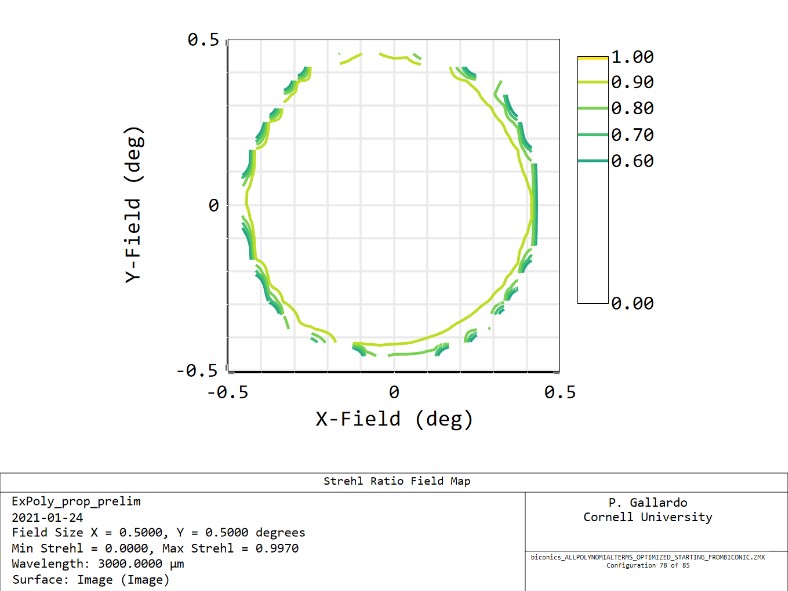 0.5
0
-0.5
Y-Field (deg)
-0.5
0
0.5
X-Field (deg)
1.00
0.90
0.80
0.70
0.60
0.00
Strehl Ratio Field Map
ExPoly_prop_prelim
2021-01-24
Field Size X = 0.5000, Y = 0.5000 degrees
Min Strehl = 0.0000, Max Strehl = 0.9970
Wavelength: 3000.0000 μm
Surface: Image (Image)
P. Gallardo
Cornell University
biconics_ALLPOLYNOMIALTERMS_OPTIMIZED_STARTING_FROMBICONIC.ZMX
Configuration 78 of 85